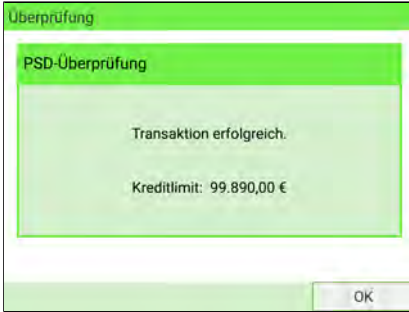 Überprüfung
PSD-Überprüfung
Transaktion erfolgreich.
Kreditlimit: 99.890,00 €
OK